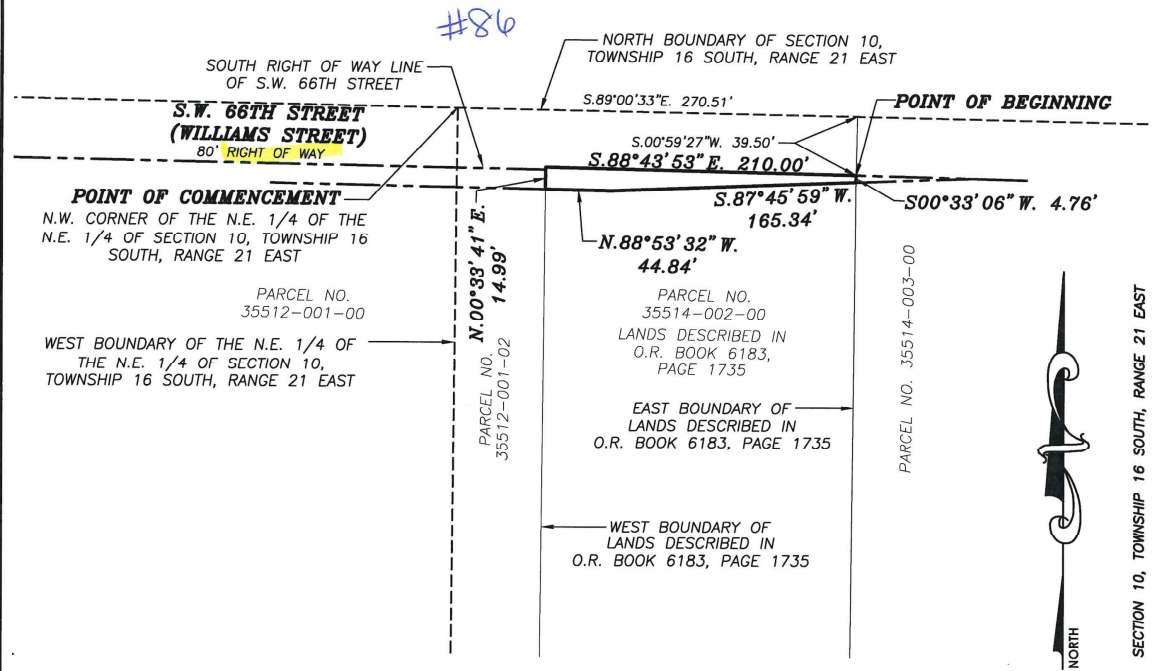 #86
NORTH BOUNDARY OF SECTION 10,
TOWNSHIP 16 SOUTH, RANGE 21 EAST
SOUTH RIGHT OF WAY LINE
OF S.W. 66TH STREET
S.89°00'33"E. 270.51'
POINT OF BEGINNING
S.W. 66TH STREET
(WILLIAMS STREET)
80' RIGHT OF WAY
S.00°59'27"W. 39.50'
S.88°43'53"E. 210.00'
POINT OF COMMENCEMENT
N.W. CORNER OF THE N.E. 1/4 OF THE
N.E. 1/4 OF SECTION 10, TOWNSHIP 16
SOUTH, RANGE 21 EAST
S.87°45'59"W.
165.34'
S00°33'06"W. 4.76'
N.88°53'32"W.
44.84'
N.00°33'41"E.
14.99'
PARCEL NO.
35512-001-00
PARCEL NO.
35514-002-00
LANDS DESCRIBED IN
O.R. BOOK 6183,
PAGE 1735
WEST BOUNDARY OF THE N.E. 1/4 OF
THE N.E. 1/4 OF SECTION 10,
TOWNSHIP 16 SOUTH, RANGE 21 EAST
PARCEL NO.
35512-001-02
EAST BOUNDARY OF
LANDS DESCRIBED IN
O.R. BOOK 6183, PAGE 1735
PARCEL NO. 35514-003-00
WEST BOUNDARY OF
LANDS DESCRIBED IN
O.R. BOOK 6183, PAGE 1735
NORTH
SECTION 10, TOWNSHIP 16 SOUTH, RANGE 21 EAST